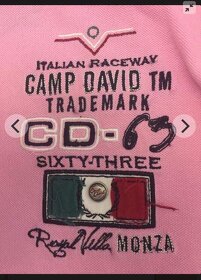 ITALIAN RACEWAY
CAMP DAVID TM
TRADEMARK
CD-63
SIXTY-THREE
Royal Villa MONZA